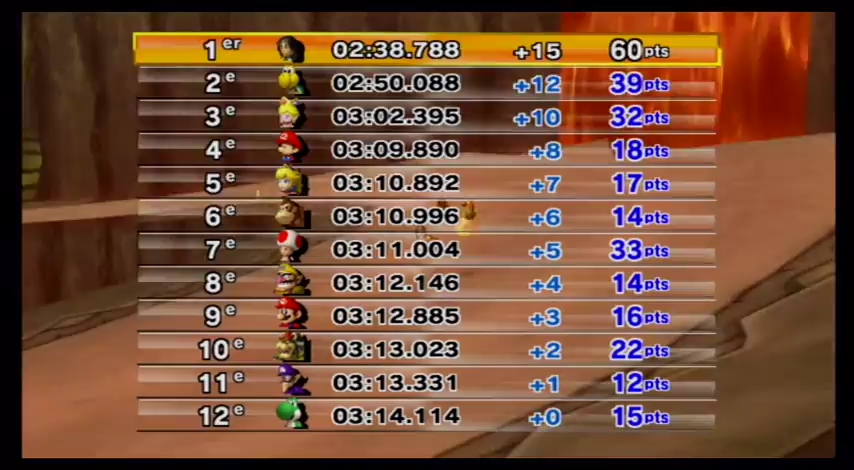 1er 02:38.788 +15 60pts
2e 02:50.088 +12 39pts
3e 03:02.395 +10 32pts
4e 03:09.890 +8 18pts
5e 03:10.892 +7 17pts
6e 03:10.996 +6 14pts
7e 03:11.004 +5 33pts
8e 03:12.146 +4 14pts
9e 03:12.885 +3 16pts
10e 03:13.023 +2 22pts
11e 03:13.331 +1 12pts
12e 03:14.114 +0 15pts